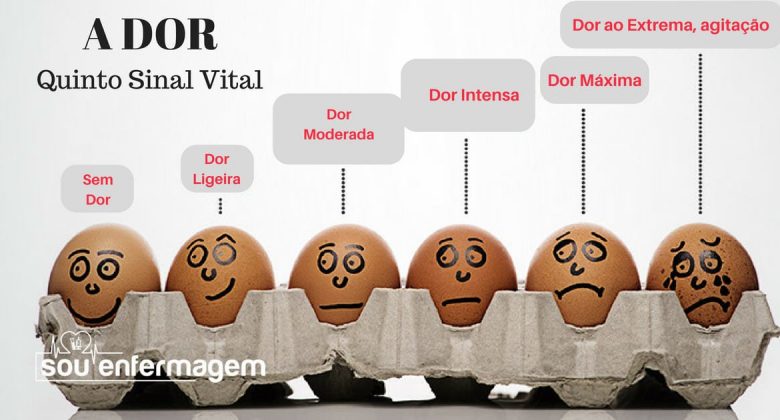 A DOR
Quinto Sinal Vital
Sem
Dor
Dor
Ligeira
Dor
Moderada
Dor Intensa
Dor Máxima
Dor ao Extrema, agitação
sou enfermagem